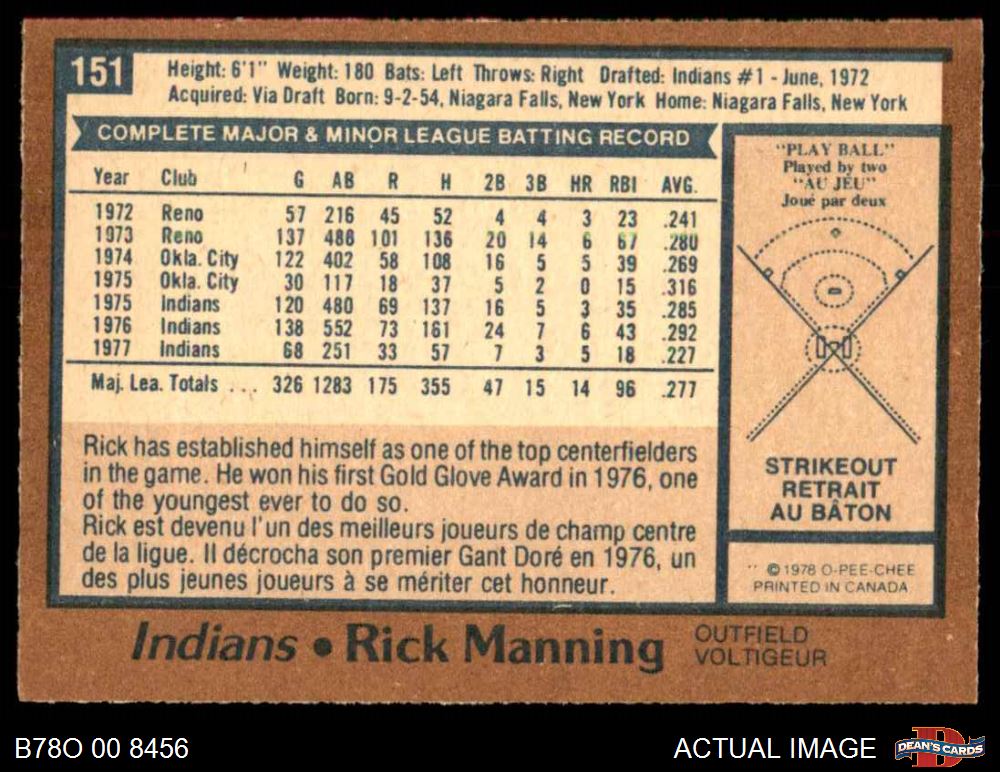 151
Height: 6'1" Weight: 180 Bats: Left Throws: Right Drafted: Indians #1 - June, 1972
Acquired: Via Draft Born: 9-2-54, Niagara Falls, New York Home: Niagara Falls, New York
COMPLETE MAJOR & MINOR LEAGUE BATTING RECORD
Year Club G AB R H 2B 3B HR RBI AVG.
1972 Reno 57 216 45 52 4 4 3 23 .241
1973 Reno 137 486 101 136 20 14 6 67 .280
1974 Okla. City 122 402 58 108 16 5 5 39 .269
1975 Okla. City 30 117 18 37 5 2 0 15 .316
1975 Indians 120 480 69 137 16 5 3 35 .285
1976 Indians 138 552 73 161 24 7 6 43 .292
1977 Indians 68 251 33 57 7 3 5 18 .227
Maj. Lea. Totals ... 326 1283 175 355 47 15 14 96 .277
Rick has established himself as one of the top centerfielders
in the game. He won his first Gold Glove Award in 1976, one
of the youngest ever to do so.
Rick est devenu l'un des meilleurs joueurs de champ centre
de la ligue. Il décrocha son premier Gant Doré en 1976, un
des plus jeunes joueurs à se mériter cet honneur.
"PLAY BALL"
Played by two
"AU JEU"
Joué par deux
STRIKEOUT
RETRAIT
AU BÂTON
© 1978 O-PEE-CHEE
PRINTED IN CANADA
Indians • Rick Manning
OUTFIELD
VOLTIGEUR
B78O 00 8456
ACTUAL IMAGE
DEAN'S CARDS